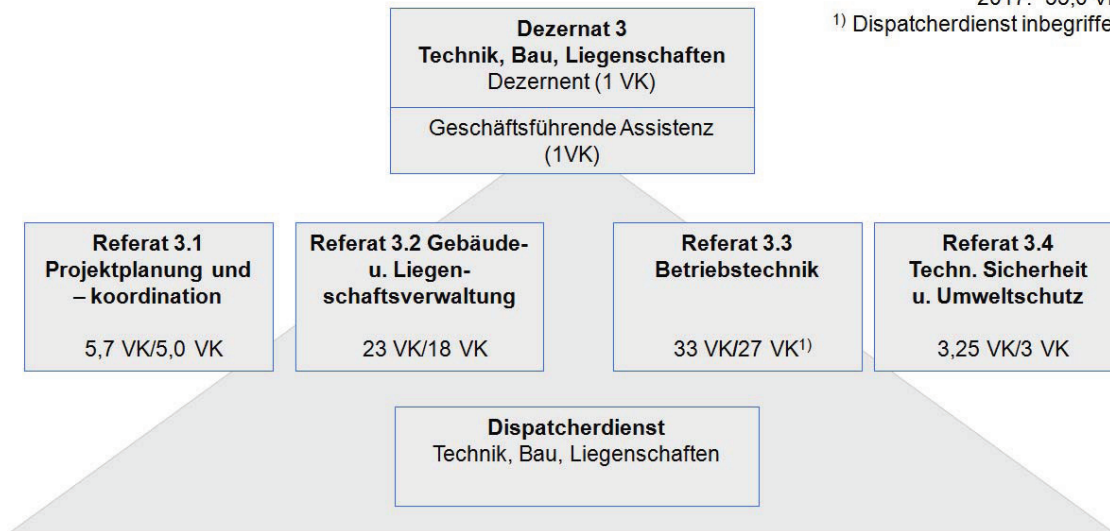 ¹⁾ Dispatcherdienst inbegriffe
Dezernat 3
Technik, Bau, Liegenschaften
Dezernent (1 VK)
Geschäftsführende Assistenz
(1VK)
Referat 3.1
Projektplanung und
– koordination
5,7 VK/5,0 VK
Referat 3.2 Gebäude-
u. Liegen-
schaftsverwaltung
23 VK/18 VK
Referat 3.3
Betriebstechnik
33 VK/27 VK¹⁾
Referat 3.4
Techn. Sicherheit
u. Umweltschutz
3,25 VK/3 VK
Dispatcherdienst
Technik, Bau, Liegenschaften